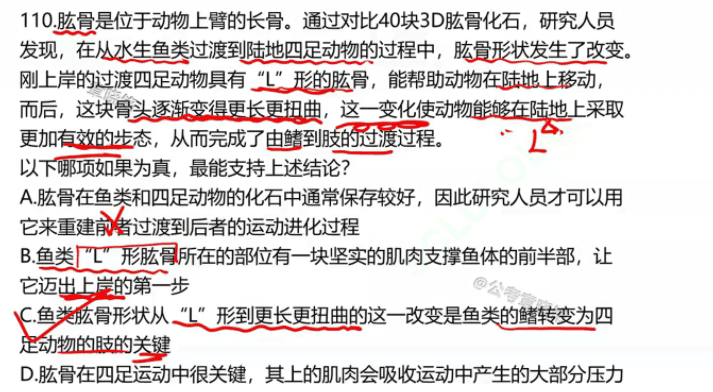 110.肱骨是位于动物上臂的长骨。通过对比40块3D肱骨化石，研究人员
发现，在从水生鱼类过渡到陆地四足动物的过程中，肱骨形状发生了改变。
刚上岸的过渡四足动物具有“L”形的肱骨，能帮助动物在陆地上移动，
而后，这块骨头逐渐变得更长更扭曲，这一变化使动物能够在陆地上采取
更加有效的步态，从而完成了由鳍到肢的过渡过程。
L
以下哪项如果为真，最能支持上述结论？
A.肱骨在鱼类和四足动物的化石中通常保存较好，因此研究人员才可以用
它来重建前者过渡到后者的运动进化过程
B.鱼类“L”形肱骨所在的部位有一块坚实的肌肉支撑鱼体的前半部，让
它迈出上岸的第一步
C.鱼类肱骨形状从“L”形到更长更扭曲的这一改变是鱼类的鳍转变为四
足动物的肢的关键
D.肱骨在四足运动中很关键，其上的肌肉会吸收运动中产生的大部分压力